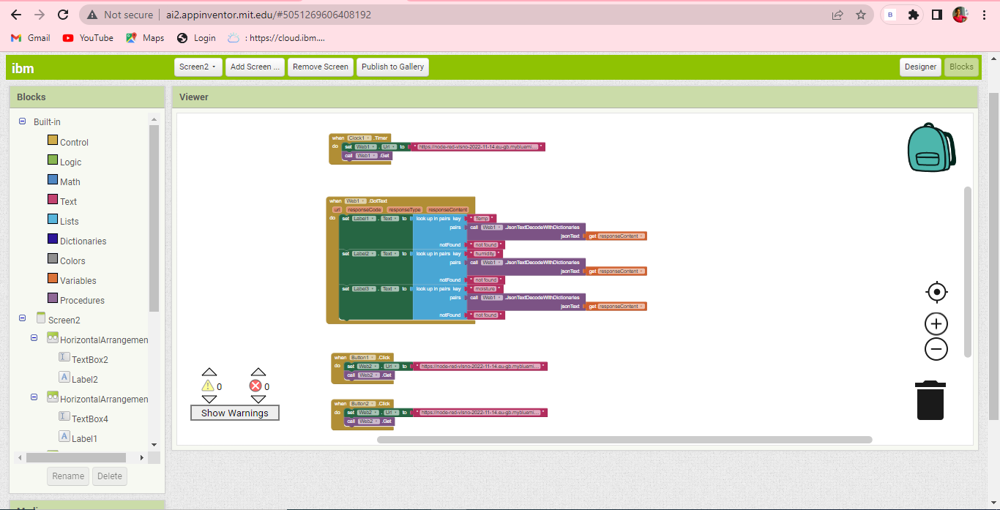 Not secure ai2.appinventor.mit.edu/#5051269606408192 B
Gmail YouTube Maps Login : https://cloud.ibm....
ibm Screen2 Add Screen ... Remove Screen Publish to Gallery Designer Blocks
Blocks
Built-in
Control
Logic
Math
Text
Lists
Dictionaries
Colors
Variables
Procedures
Screen2
HorizontalArrangemen
TextBox2
Label2
HorizontalArrangemen
TextBox4
Label1
Rename Delete
Viewer
when Clock1 .Timer
do set Web1 . Url to " https://node-red-visno-2022-11-14.eu-gb.mybluemi... "
call Web1 .Get
when Web1 .GotText
url responseCode responseType responseContent
do set Label1 . Text to look up in pairs key " Temp "
pairs call Web1 .JsonTextDecodeWithDictionaries
jsonText get responseContent
notFound " not found "
set Label2 . Text to look up in pairs key " humidity "
pairs call Web1 .JsonTextDecodeWithDictionaries
jsonText get responseContent
notFound " not found "
set Label3 . Text to look up in pairs key " moisture "
pairs call Web1 .JsonTextDecodeWithDictionaries
jsonText get responseContent
notFound " not found "
when Button1 .Click
do set Web2 . Url to " https://node-red-visno-2022-11-14.eu-gb.mybluemi... "
call Web2 .Get
when Button2 .Click
do set Web2 . Url to " https://node-red-visno-2022-11-14.eu-gb.mybluemi... "
call Web2 .Get
0 0
Show Warnings